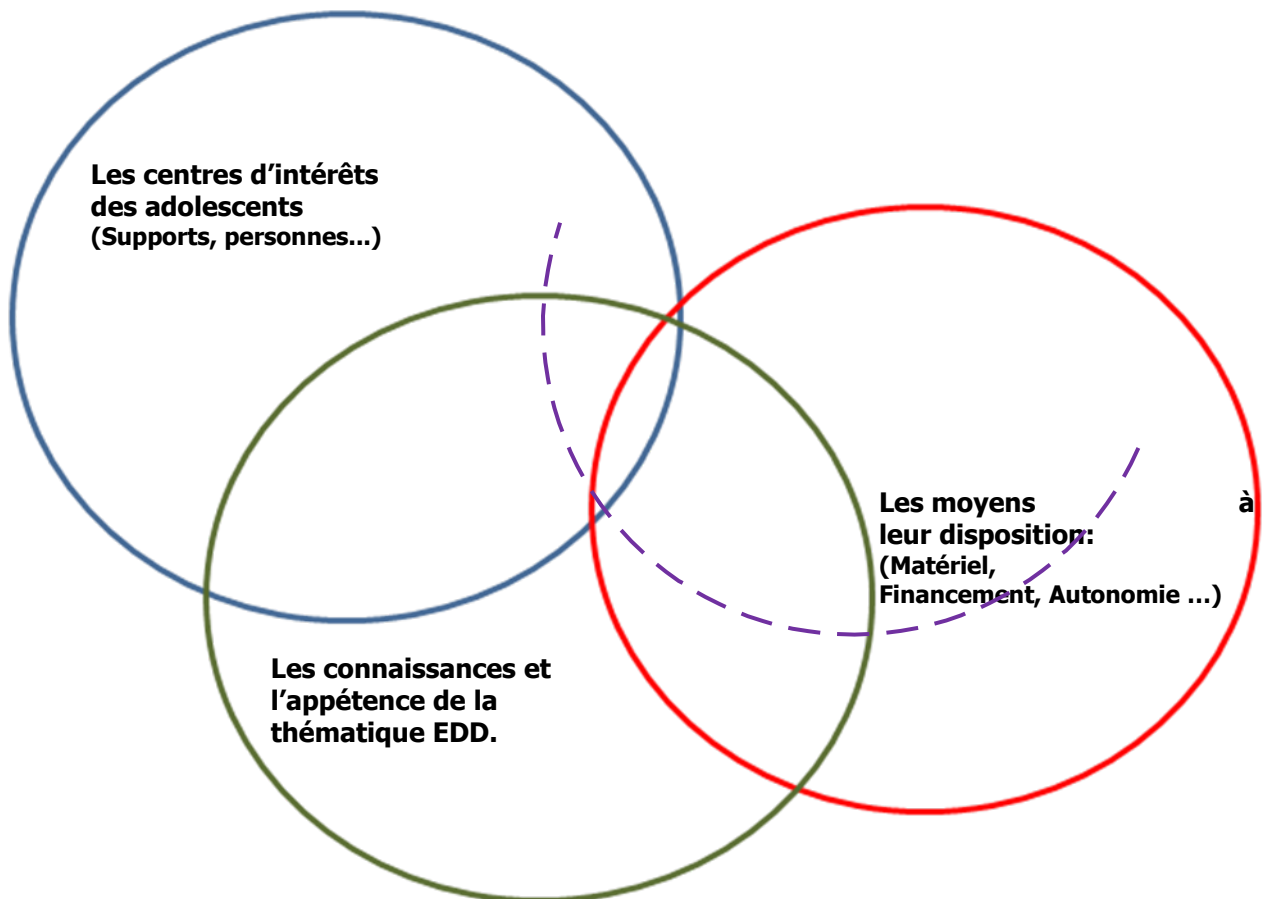 Les centres d'intérêts
des adolescents
(Supports, personnes...)
Les moyens à
leur disposition:
(Matériel,
Financement, Autonomie ...)
Les connaissances et
l'appétence de la
thématique EDD.